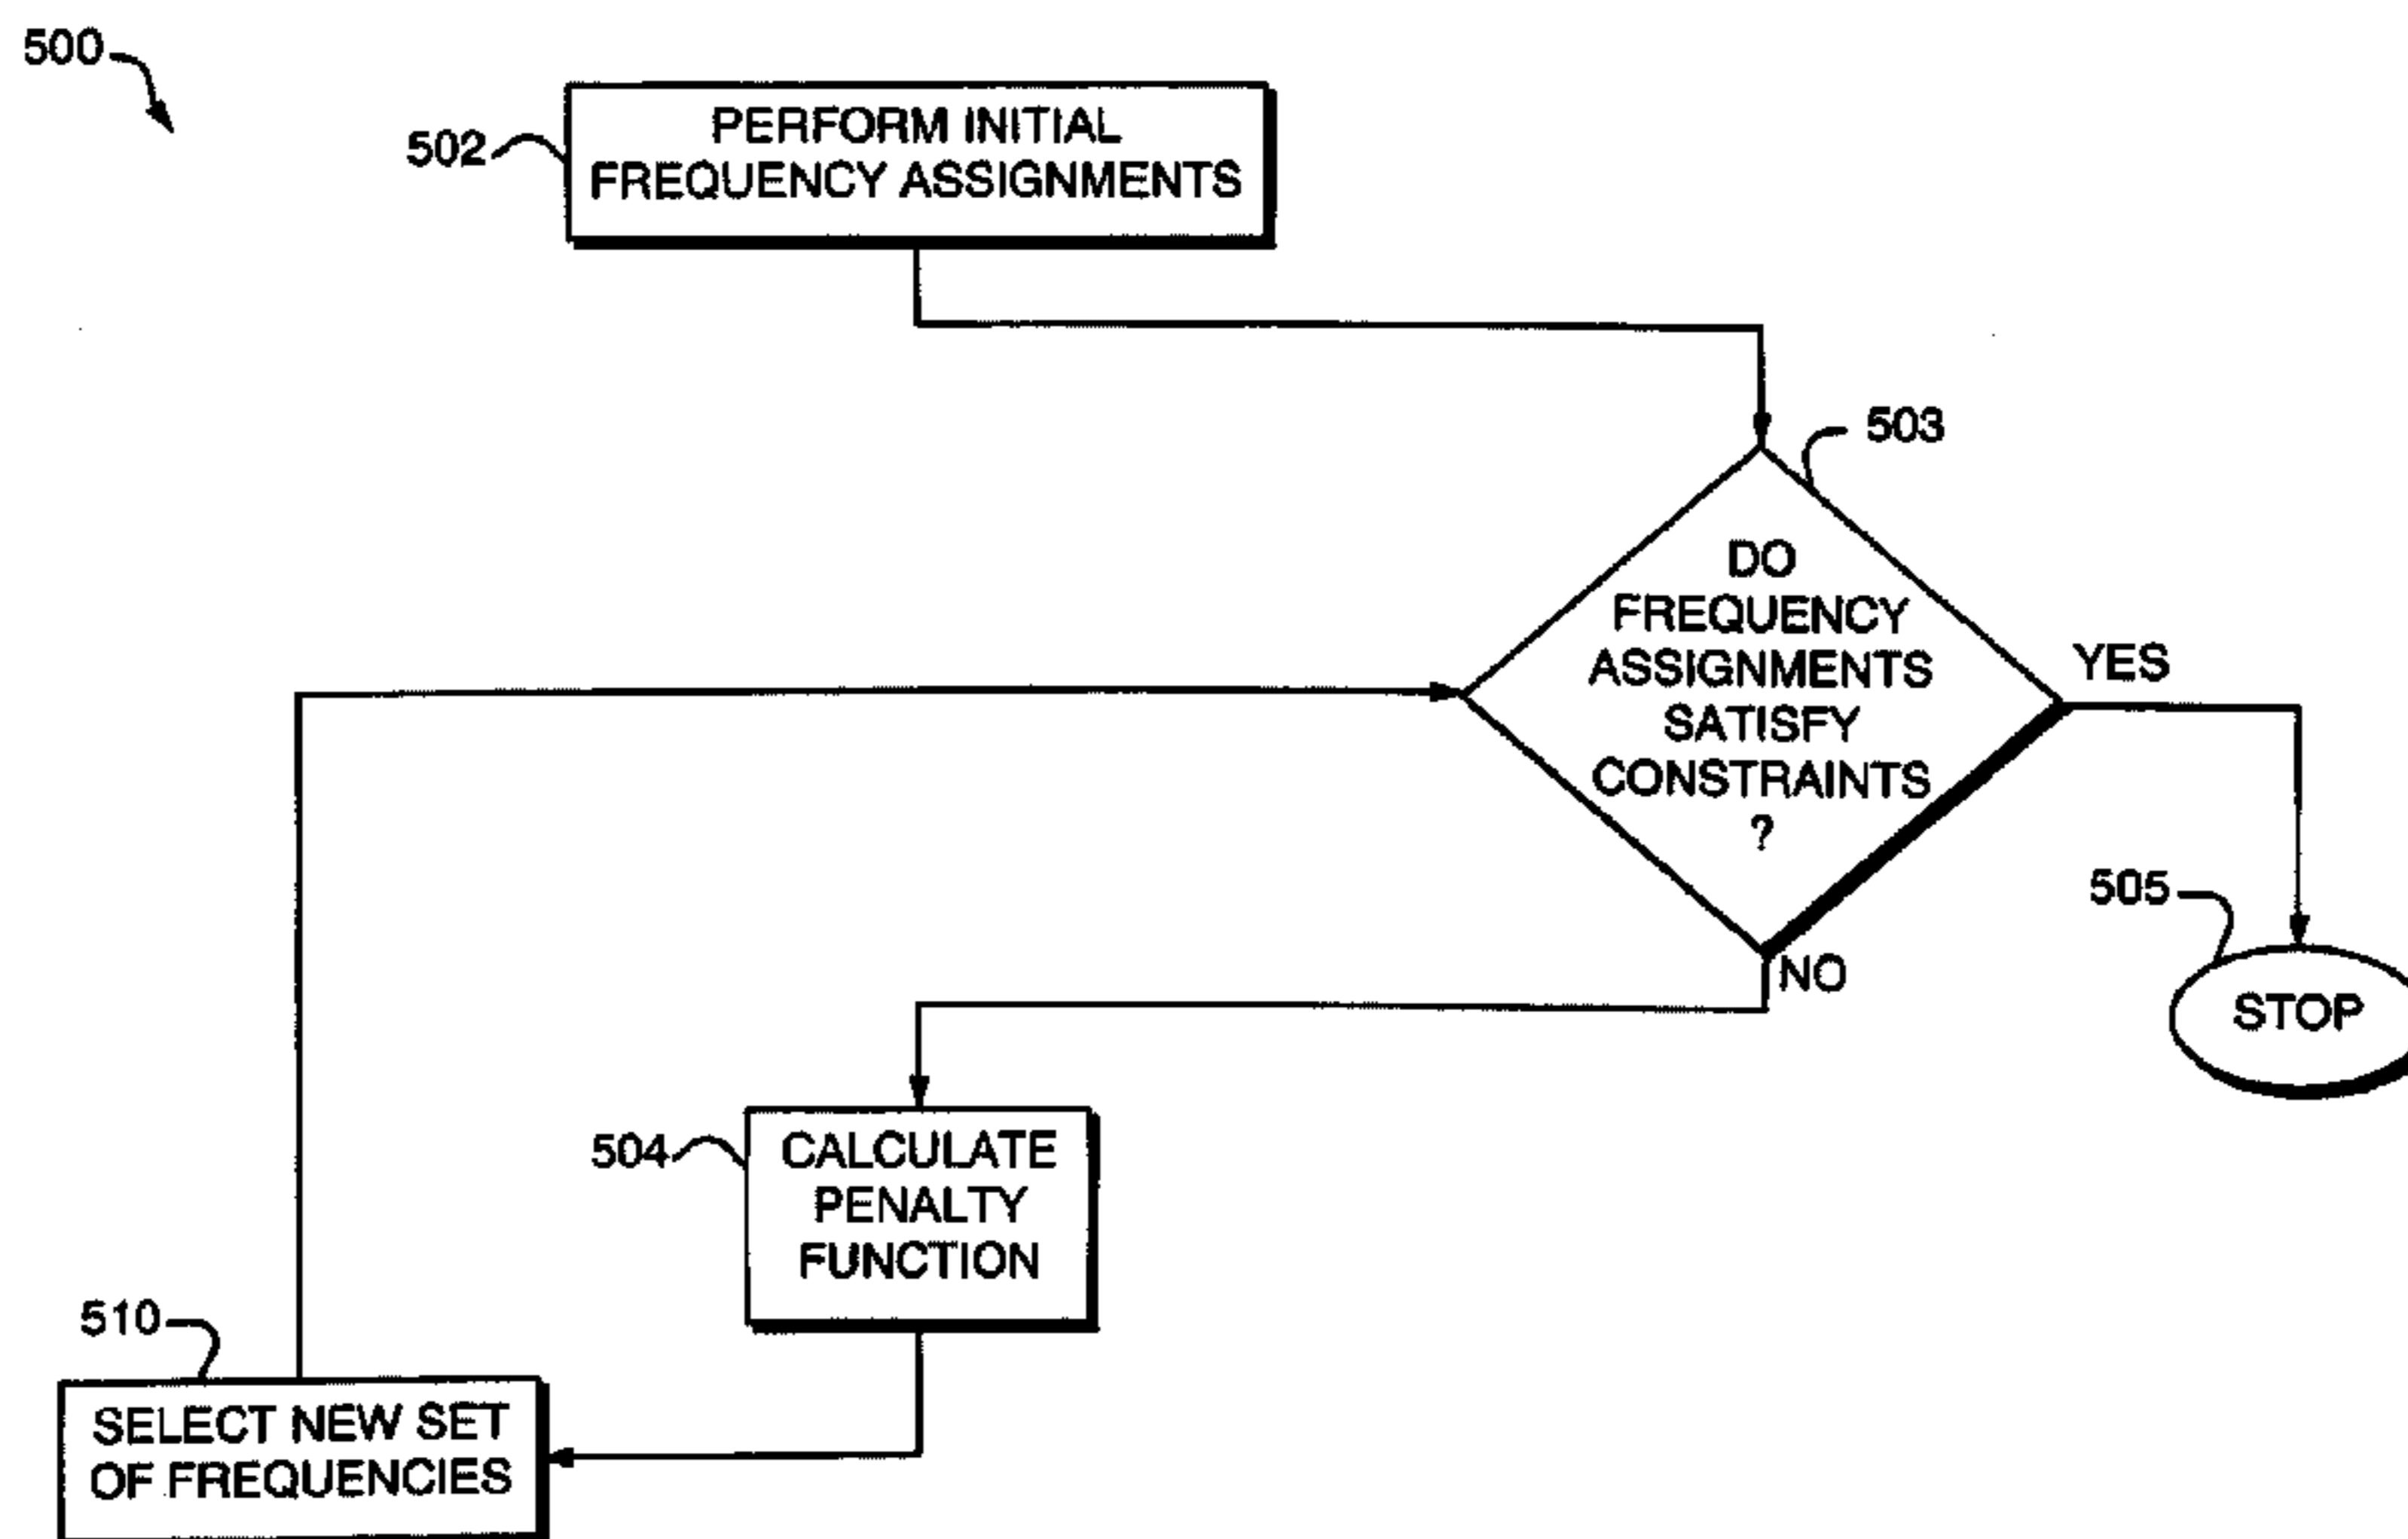 500
502
PERFORM INITIAL
FREQUENCY ASSIGNMENTS
503
DO
FREQUENCY
ASSIGNMENTS
SATISFY
CONSTRAINTS
?
YES
NO
505
STOP
504
CALCULATE
PENALTY
FUNCTION
510
SELECT NEW SET
OF FREQUENCIES